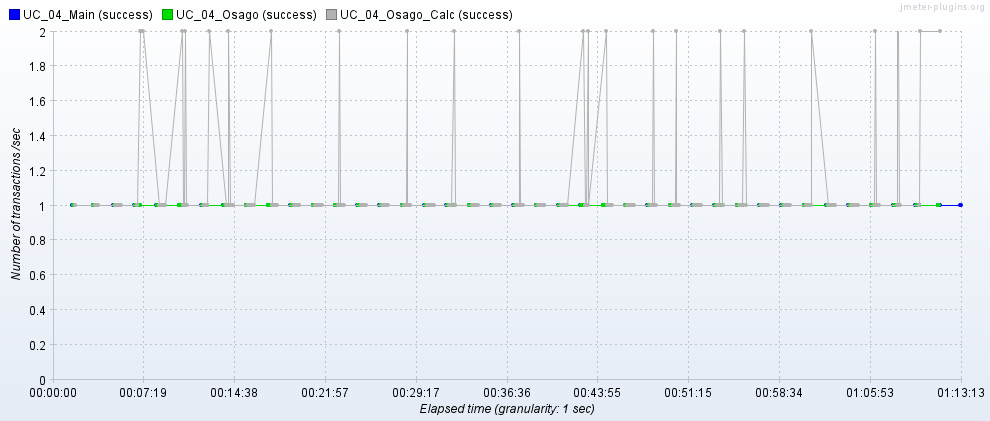 UC_04_Main (success) UC_04_Osago (success) UC_04_Osago_Calc (success)
jmeter-plugins.org
2
1.8
1.6
1.4
1.2
1
0.8
0.6
0.4
0.2
0
Number of transactions /sec
00:00:00 00:07:19 00:14:38 00:21:57 00:29:17 00:36:36 00:43:55 00:51:15 00:58:34 01:05:53 01:13:13
Elapsed time (granularity: 1 sec)